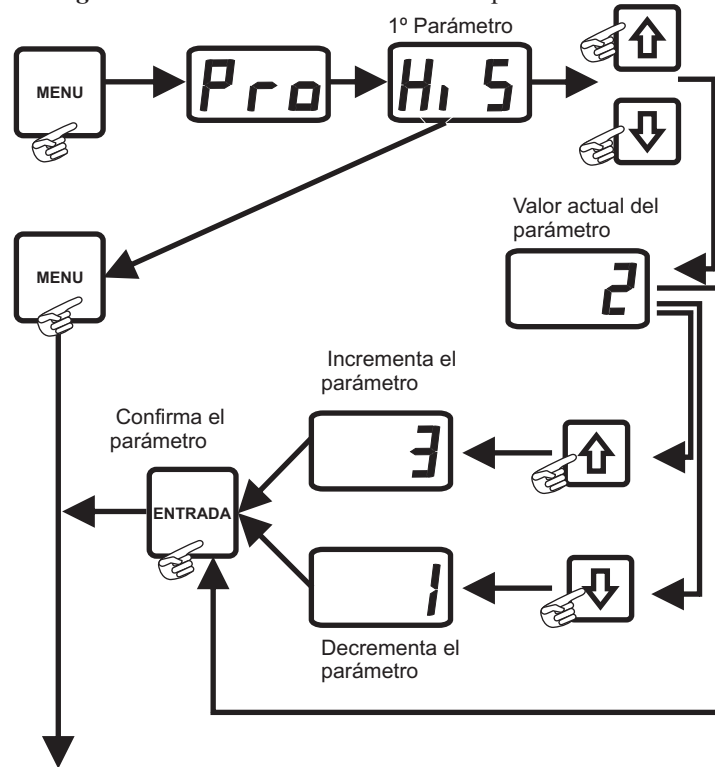 1º Parámetro
MENU
Pro
Hi S
Valor actual del
parámetro
MENU
2
Incrementa el
parámetro
Confirma el
parámetro
3
ENTRADA
1
Decrementa el
parámetro